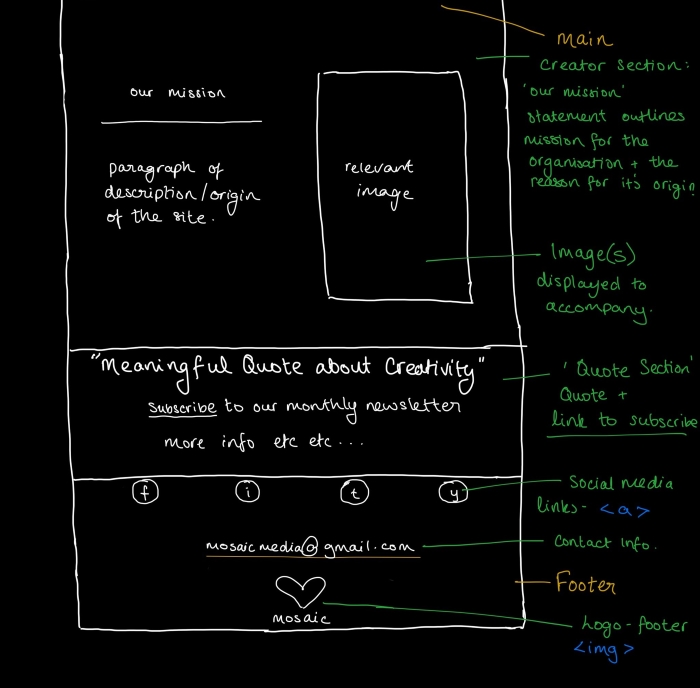 main
Creator section:
our mission
'our mission'
statement outlines
mission for the
organisation + the
reason for it's origin.
paragraph of
description/origin
of the site.
relevant
image
Image(s)
displayed to
accompany.
"Meaningful Quote about Creativity"
'Quote Section'
Quote +
link to subscribe
Subscribe to our monthly newsletter
more info etc etc...
f
i
t
y
Social media
links - <a>
mosaicmedia@gmail.com
Contact info.
Footer
mosaic
Logo - footer
<img>